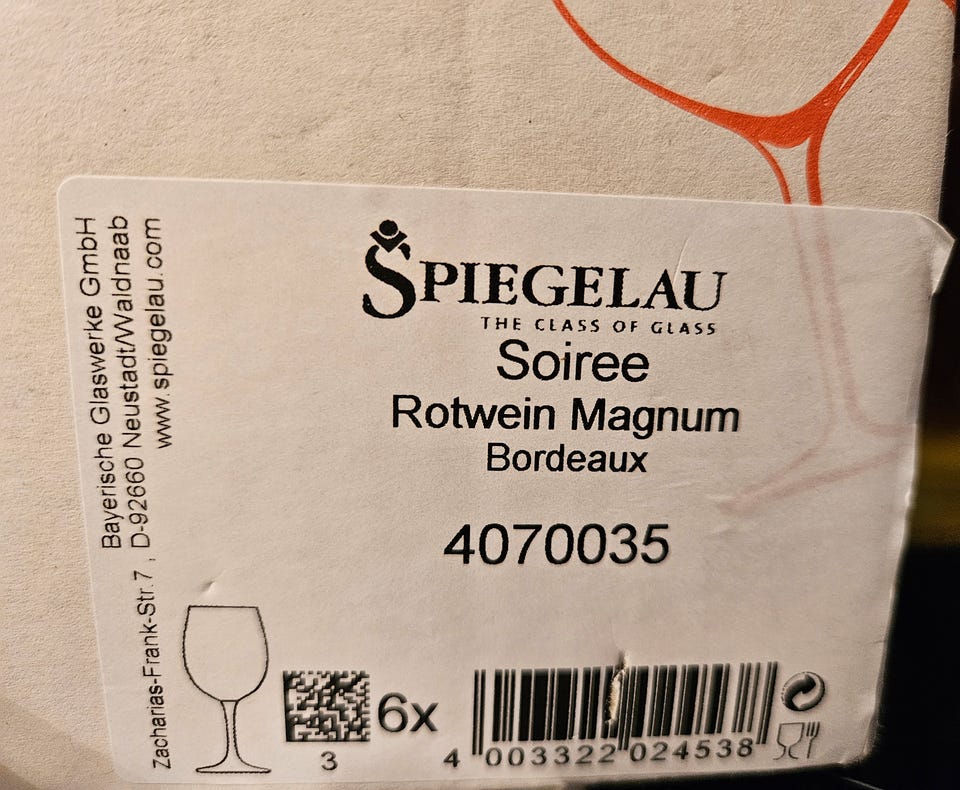 SPIEGELAU
THE CLASS OF GLASS
Soiree
Rotwein Magnum
Bordeaux
4070035
Bayerische Glaswerke GmbH
Zacharias-Frank-Str. 7 , D-92660 Neustadt/Waldnaab
www.spiegelau.com
3
6x
4 003322 024538